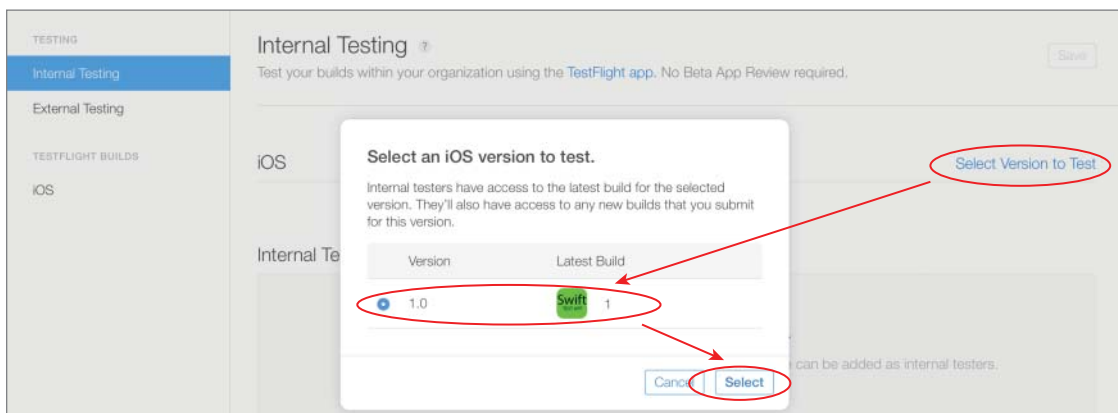 TESTING
Internal Testing
External Testing
TESTFLIGHT BUILDS
iOS
Internal Testing ?
Save
Test your builds within your organization using the TestFlight app. No Beta App Review required.
iOS
Select Version to Test
Internal Te
can be added as internal testers.
Select an iOS version to test.
Internal testers have access to the latest build for the selected
version. They'll also have access to any new builds that you submit
for this version.
Version Latest Build
1.0 Swift TEST APP 1
Cancel Select